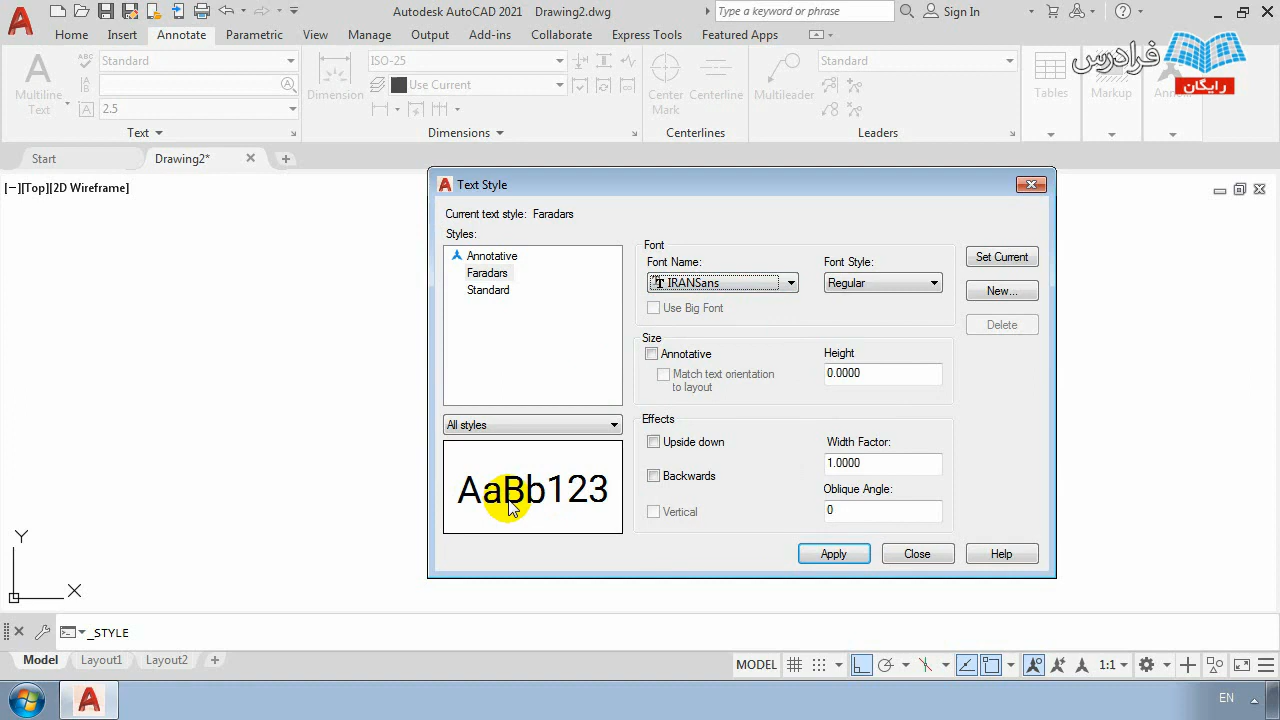 Autodesk AutoCAD 2021 Drawing2.dwg
Type a keyword or phrase
Sign In
Home Insert Annotate Parametric View Manage Output Add-ins Collaborate Express Tools Featured Apps
فرادرس
رایگان
Multiline Text
Standard
2.5
Dimension
ISO-25
Use Current
Center Mark
Centerline
Multileader
Standard
Tables
Markup
Text Dimensions Centerlines Leaders
Start Drawing2*
[−][Top][2D Wireframe]
Text Style
Current text style: Faradars
Styles:
Annotative
Faradars
Standard
All styles
AaBb123
Font
Font Name:
IRANSans
Font Style:
Regular
Use Big Font
Size
Annotative
Match text orientation
to layout
Height
0.0000
Effects
Upside down
Backwards
Vertical
Width Factor:
1.0000
Oblique Angle:
0
Set Current
New...
Delete
Apply Close Help
Y
X
_STYLE
Model Layout1 Layout2
MODEL 1:1
EN